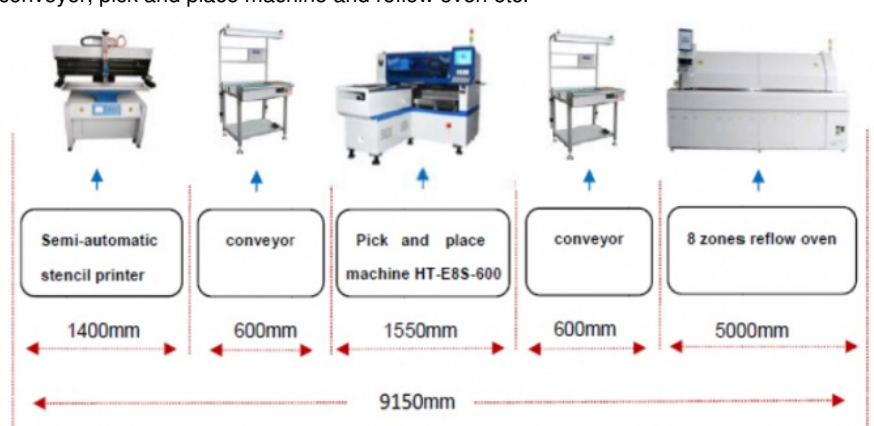 conveyor, pick and place machine and reflow oven etc.
Semi-automatic
stencil printer
conveyor
Pick and place
machine HT-E8S-600
conveyor
8 zones reflow oven
1400mm
600mm
1550mm
600mm
5000mm
9150mm